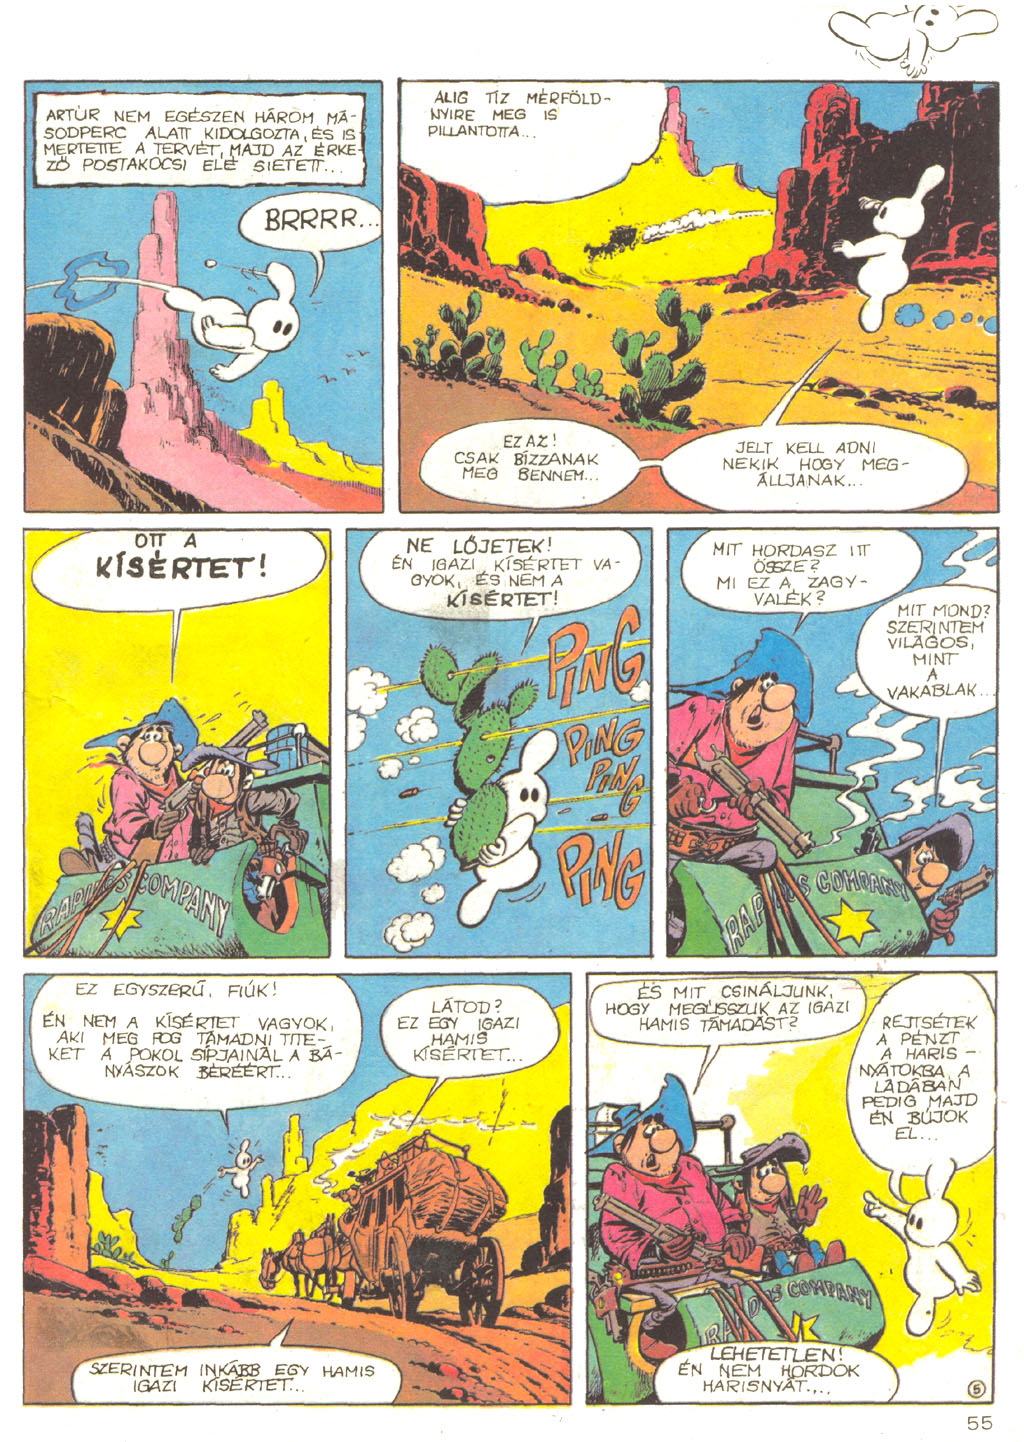 ARTÚR NEM EGÉSZEN HÁROM MÁ-
SODPERC ALATT KIDOLGOZTA, ÉS IS
MERTETTE A TERVÉT, MAJD AZ ÉRKE-
ZŐ POSTAKOCSI ELÉ SIETETT...
BRRRR...
ALIG TÍZ MÉRFÖLD-
NYIRE MEG IS
PILLANTOTTA...
EZ AZ!
CSAK BÍZZANAK
MEG BENNEM...
JELT KELL ADNI
NEKIK HOGY MEG-
ÁLLJANAK...
OTT A
KÍSÉRTET!
RAPIDOS COMPANY
NE LŐJETEK!
ÉN IGAZI KÍSÉRTET VA-
GYOK, ÉS NEM A
KÍSÉRTET!
PING
PING
PING
PING
MIT HORDASZ ITT
ÖSSZE?
MI EZ A ZAGY-
VALÉK?
MIT MOND?
SZERINTEM
VILÁGOS,
MINT
A
VAKABLAK...
RAPIDOS COMPANY
EZ EGYSZERŰ, FIÚK!
ÉN NEM A KÍSÉRTET VAGYOK,
AKI MEG FOG TÁMADNI TITE-
KET A POKOL SÍPJAINÁL A BÁ-
NYÁSZOK BÉRÉÉRT...
LÁTOD?
EZ EGY IGAZI
HAMIS
KÍSÉRTET...
SZERINTEM INKÁBB EGY HAMIS
IGAZI KÍSÉRTET...
ÉS MIT CSINÁLJUNK,
HOGY MEGÚSSZUK AZ IGAZI
HAMIS TÁMADÁST?
REJTSÉTEK
A PÉNZT
A HARIS-
NYÁTOKBA, A
LÁDÁBAN
PEDIG MAJD
ÉN BÚJOK
EL...
RAPIDOS COMPANY
LEHETETLEN!
ÉN NEM HORDOK
HARISNYÁT...
5
55